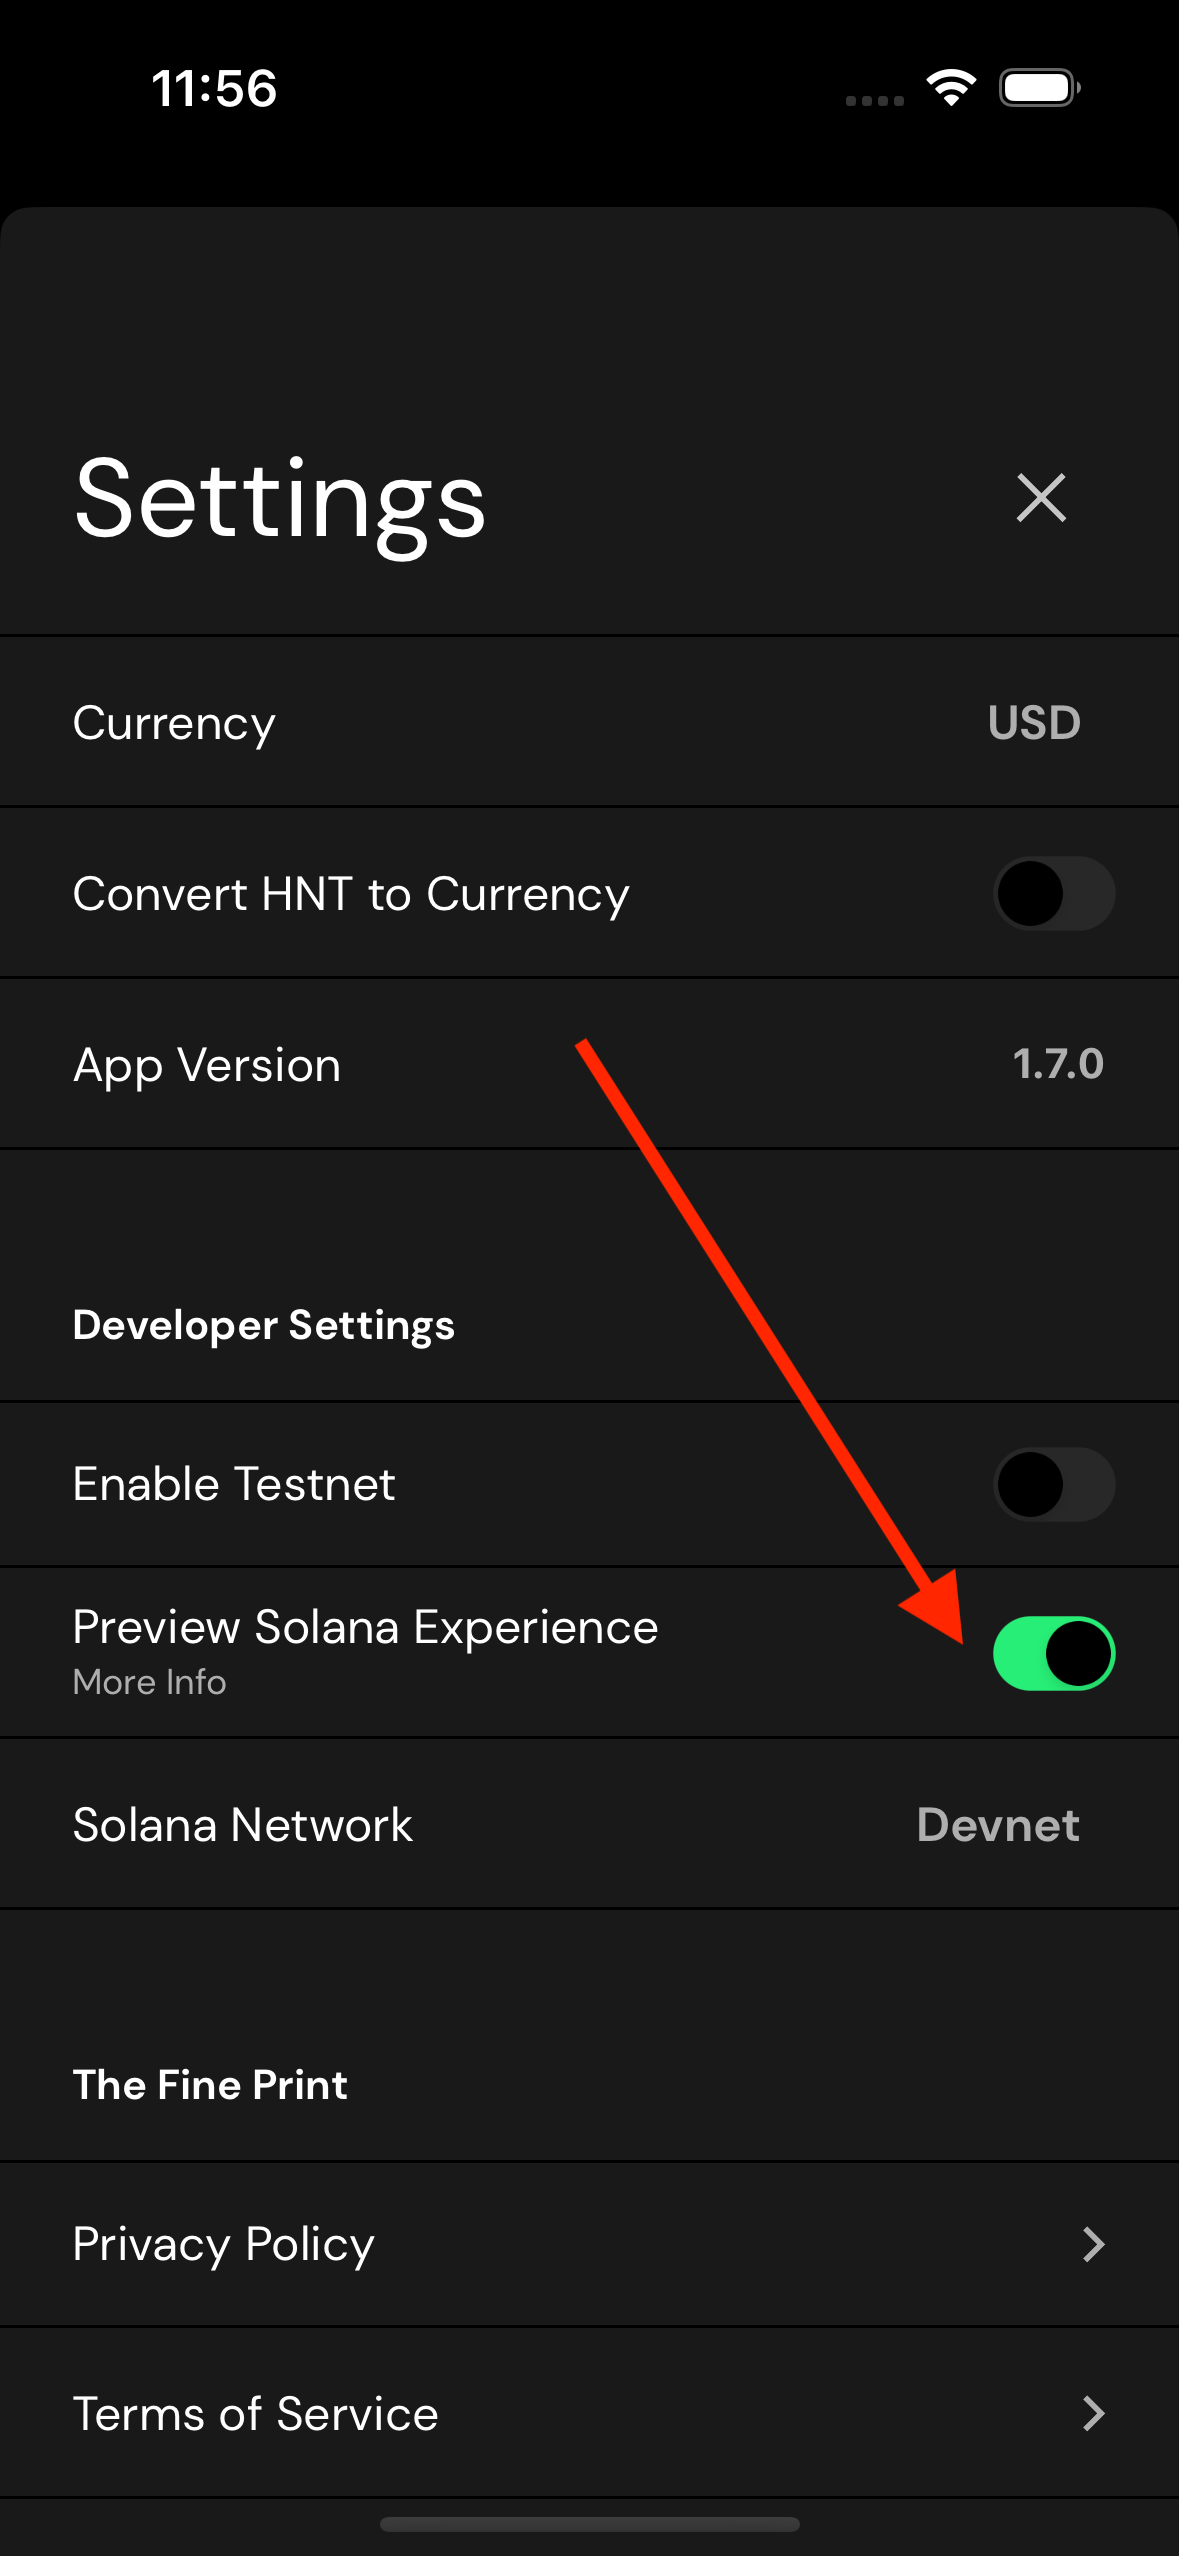 11:56
Settings
Currency
USD
Convert HNT to Currency
App Version
1.7.0
Developer Settings
Enable Testnet
Preview Solana Experience
More Info
Solana Network
Devnet
The Fine Print
Privacy Policy
Terms of Service